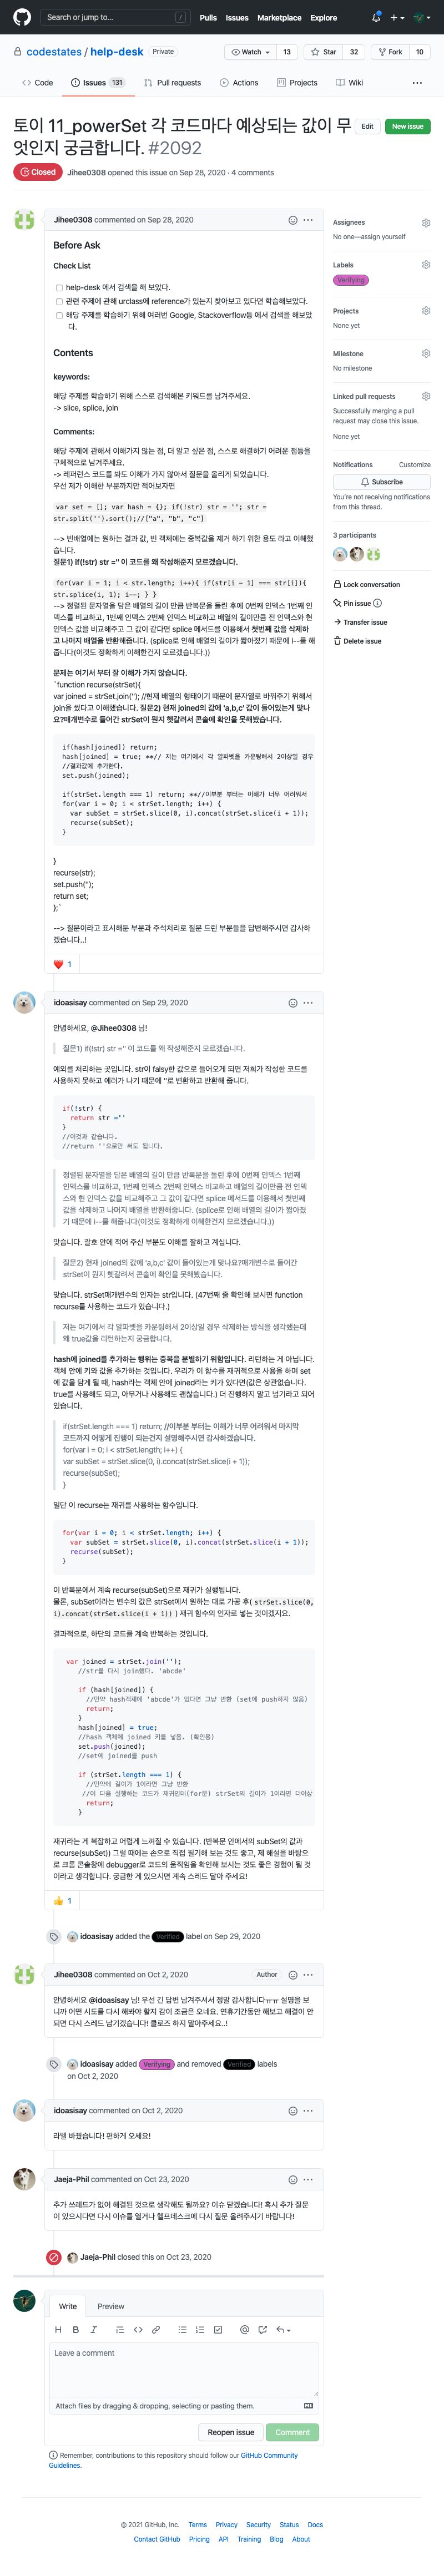 Search or jump to... /
Pulls Issues Marketplace Explore
codestates / help-desk Private
Watch 13 Star 32 Fork 10
Code Issues 131 Pull requests Actions Projects Wiki
토이 11_powerSet 각 코드마다 예상되는 값이 무
엇인지 궁금합니다. #2092
Edit New issue
Closed Jihee0308 opened this issue on Sep 28, 2020 · 4 comments
Jihee0308 commented on Sep 28, 2020
Before Ask
Check List
help-desk 에서 검색을 해 보았다.
관련 주제에 관해 urclass에 reference가 있는지 찾아보고 있다면 학습해보았다.
해당 주제를 학습하기 위해 여러번 Google, Stackoverflow등 에서 검색을 해보았
다.
Contents
keywords:
해당 주제를 학습하기 위해 스스로 검색해본 키워드를 남겨주세요.
-> slice, splice, join
Comments:
해당 주제에 관해서 이해가지 않는 점, 더 알고 싶은 점, 스스로 해결하기 어려운 점등을
구체적으로 남겨주세요.
-> 레퍼런스 코드를 봐도 이해가 가지 않아서 질문을 올리게 되었습니다.
우선 제가 이해한 부분까지만 적어보자면
var set = []; var hash = {}; if(!str) str = ''; str =
str.split('').sort();//["a", "b", "c"]
--> 빈배열에는 원하는 결과 값, 빈 객체에는 중복값을 제거 하기 위한 용도 라고 이해했
습니다.
질문1) if(!str) str ='' 이 코드를 왜 작성해준지 모르겠습니다.
for(var i = 1; i < str.length; i++){ if(str[i - 1] === str[i]){
str.splice(i, 1); i--; } }
--> 정렬된 문자열을 담은 배열의 길이 만큼 반복문을 돌린 후에 0번째 인덱스 1번째 인
덱스를 비교하고, 1번째 인덱스 2번째 인덱스 비교하고 배열의 길이만큼 전 인덱스와 현
인덱스 값을 비교해주고 그 값이 같다면 splice 메서드를 이용해서 첫번째 값을 삭제하
고 나머지 배열을 반환해줍니다. (splice로 인해 배열의 길이가 짧아졌기 때문에 i--를 해
줍니다(이것도 정확하게 이해한건지 모르겠습니다.))
문제는 여기서 부터 잘 이해가 가지 않습니다.
`function recurse(strSet){
var joined = strSet.join(''); //현재 배열의 형태이기 때문에 문자열로 바꿔주기 위해서
join을 썼다고 이해했습니다. 질문2) 현재 joined의 값에 'a,b,c' 값이 들어있는게 맞나
요?매개변수로 들어간 strSet이 뭔지 헷갈려서 콘솔에 확인을 못해봤습니다.
if(hash[joined]) return;
hash[joined] = true; **// 저는 여기에서 각 알파벳을 카운팅해서 2이상일 경우
//결과값에 추가한다.
set.push(joined);
if(strSet.length === 1) return; **//이부분 부터는 이해가 너무 어려워서
for(var i = 0; i < strSet.length; i++) {
var subSet = strSet.slice(0, i).concat(strSet.slice(i + 1));
recurse(subSet);
}
}
recurse(str);
set.push('');
return set;
};`
--> 질문이라고 표시해둔 부분과 주석처리로 질문 드린 부분들을 답변해주시면 감사하
겠습니다..!
❤️ 1
idoasisay commented on Sep 29, 2020
안녕하세요, @Jihee0308 님!
질문1) if(!str) str ='' 이 코드를 왜 작성해준지 모르겠습니다.
예외를 처리하는 곳입니다. str이 falsy한 값으로 들어오게 되면 저희가 작성한 코드를
사용하지 못하고 에러가 나기 때문에 ''로 변환하고 반환해 줍니다.
if(!str) {
return str =''
}
//이것과 같습니다.
//return ''으로만 써도 됩니다.
정렬된 문자열을 담은 배열의 길이 만큼 반복문을 돌린 후에 0번째 인덱스 1번째
인덱스를 비교하고, 1번째 인덱스 2번째 인덱스 비교하고 배열의 길이만큼 전 인덱
스와 현 인덱스 값을 비교해주고 그 값이 같다면 splice 메서드를 이용해서 첫번째
값을 삭제하고 나머지 배열을 반환해줍니다. (splice로 인해 배열의 길이가 짧아졌
기 때문에 i--를 해줍니다(이것도 정확하게 이해한건지 모르겠습니다.))
맞습니다. 괄호 안에 적어 주신 부분도 이해를 잘하고 계십니다.
질문2) 현재 joined의 값에 'a,b,c' 값이 들어있는게 맞나요?매개변수로 들어간
strSet이 뭔지 헷갈려서 콘솔에 확인을 못해봤습니다.
맞습니다. strSet매개변수의 인자는 str입니다. (47번째 줄 확인해 보시면 function
recurse를 사용하는 코드가 있습니다.)
저는 여기에서 각 알파벳을 카운팅해서 2이상일 경우 삭제하는 방식을 생각했는데
왜 true값을 리턴하는지 궁금합니다.
hash에 joined를 추가하는 행위는 중복을 분별하기 위함입니다. 리턴하는 게 아닙니다.
객체 안에 키와 값을 추가하는 것입니다. 우리가 이 함수를 재귀적으로 사용을 하며 set
에 값을 담게 될 때, hash라는 객체 안에 joined라는 키가 있다면(값은 상관없습니다.
true를 사용해도 되고, 아무거나 사용해도 괜찮습니다.) 더 진행하지 말고 넘기라고 되어
있습니다.
if(strSet.length === 1) return; //이부분 부터는 이해가 너무 어려워서 마지막
코드까지 어떻게 진행이 되는건지 설명해주시면 감사하겠습니다.
for(var i = 0; i < strSet.length; i++) {
var subSet = strSet.slice(0, i).concat(strSet.slice(i + 1));
recurse(subSet);
}
일단 이 recurse는 재귀를 사용하는 함수입니다.
for(var i = 0; i < strSet.length; i++) {
var subSet = strSet.slice(0, i).concat(strSet.slice(i + 1));
recurse(subSet);
}
이 반복문에서 계속 recurse(subSet)으로 재귀가 실행됩니다.
물론, subSet이라는 변수의 값은 strSet에서 원하는 대로 가공 후( strSet.slice(0,
i).concat(strSet.slice(i + 1)) ) 재귀 함수의 인자로 넣는 것이겠지요.
결과적으로, 하단의 코드를 계속 반복하는 것입니다.
var joined = strSet.join('');
//str를 다시 join했다. 'abcde'
if (hash[joined]) {
//만약 hash객체에 'abcde'가 있다면 그냥 반환 (set에 push하지 않음)
return;
}
hash[joined] = true;
//hash 객체에 joined 키를 넣음. (확인용)
set.push(joined);
//set에 joined를 push
if (strSet.length === 1) {
//만약에 길이가 1이라면 그냥 반환
//이 다음 실행하는 코드가 재귀인데(for문) strSet의 길이가 1이라면 더이상
return;
}
재귀라는 게 복잡하고 어렵게 느껴질 수 있습니다. (반복문 안에서의 subSet의 값과
recurse(subSet)) 그럴 때에는 손으로 직접 필기해 보는 것도 좋고, 제 해설을 바탕으
로 크롬 콘솔창에 debugger로 코드의 움직임을 확인해 보시는 것도 좋은 경험이 될 것
이라고 생각합니다. 궁금한 게 있으시면 계속 스레드 달아 주세요!
👍 1
idoasisay added the Verified label on Sep 29, 2020
Jihee0308 commented on Oct 2, 2020 Author
안녕하세요 @idoasisay 님! 우선 긴 답변 남겨주셔서 정말 감사합니다ㅠㅠ 설명을 보
니까 어떤 시도를 다시 해봐야 할지 감이 조금은 오네요. 연휴기간동안 해보고 해결이 안
되면 다시 스레드 남기겠습니다! 클로즈 하지 말아주세요..!
idoasisay added Verifying and removed Verified labels
on Oct 2, 2020
idoasisay commented on Oct 2, 2020
라벨 바꿨습니다! 편하게 오세요!
Jaeja-Phil commented on Oct 23, 2020
추가 쓰레드가 없어 해결된 것으로 생각해도 될까요? 이슈 닫겠습니다! 혹시 추가 질문
이 있으시다면 다시 이슈를 열거나 헬프데스크에 다시 질문 올려주시기 바랍니다!
Jaeja-Phil closed this on Oct 23, 2020
Write Preview
Leave a comment
Attach files by dragging & dropping, selecting or pasting them.
Reopen issue Comment
Remember, contributions to this repository should follow our GitHub Community
Guidelines.
Assignees
No one—assign yourself
Labels
Verifying
Projects
None yet
Milestone
No milestone
Linked pull requests
Successfully merging a pull
request may close this issue.
None yet
Notifications Customize
Subscribe
You're not receiving notifications
from this thread.
3 participants
Lock conversation
Pin issue
Transfer issue
Delete issue
© 2021 GitHub, Inc. Terms Privacy Security Status Docs
Contact GitHub Pricing API Training Blog About